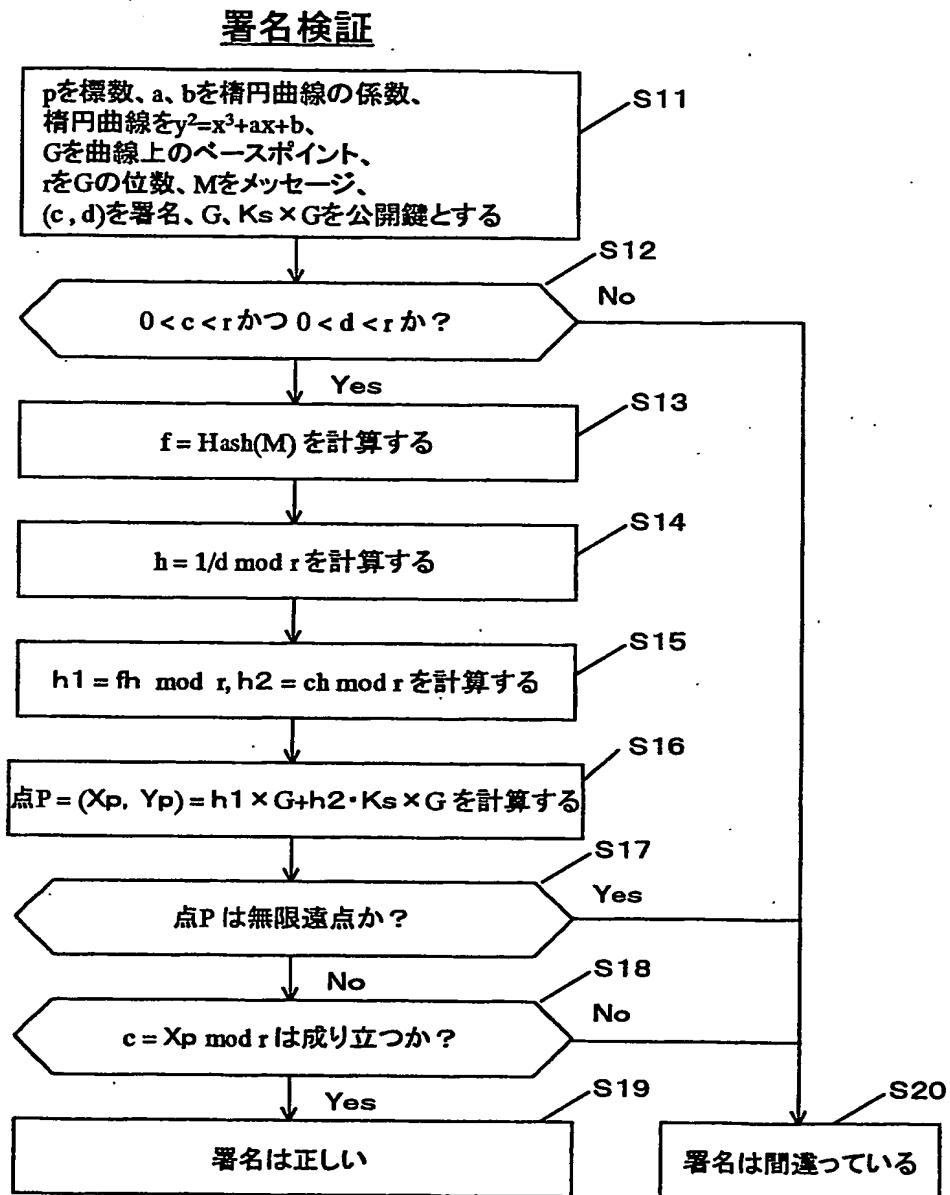 署名検証
pを標数、a、bを楕円曲線の係数、
楕円曲線をy²=x³+ax+b、
Gを曲線上のベースポイント、
rをGの位数、Mをメッセージ、
(c , d)を署名、G、Ks×Gを公開鍵とする
S11
S12
0 < c < r かつ 0 < d < r か？
No
Yes
S13
f = Hash(M) を計算する
S14
h = 1/d mod r を計算する
S15
h1 = fh mod r, h2 = ch mod r を計算する
S16
点P = (Xp, Yp) = h1×G+h2・Ks×G を計算する
S17
点P は無限遠点か？
Yes
No
S18
c = Xp mod r は成り立つか？
No
Yes
S19
署名は正しい
S20
署名は間違っている